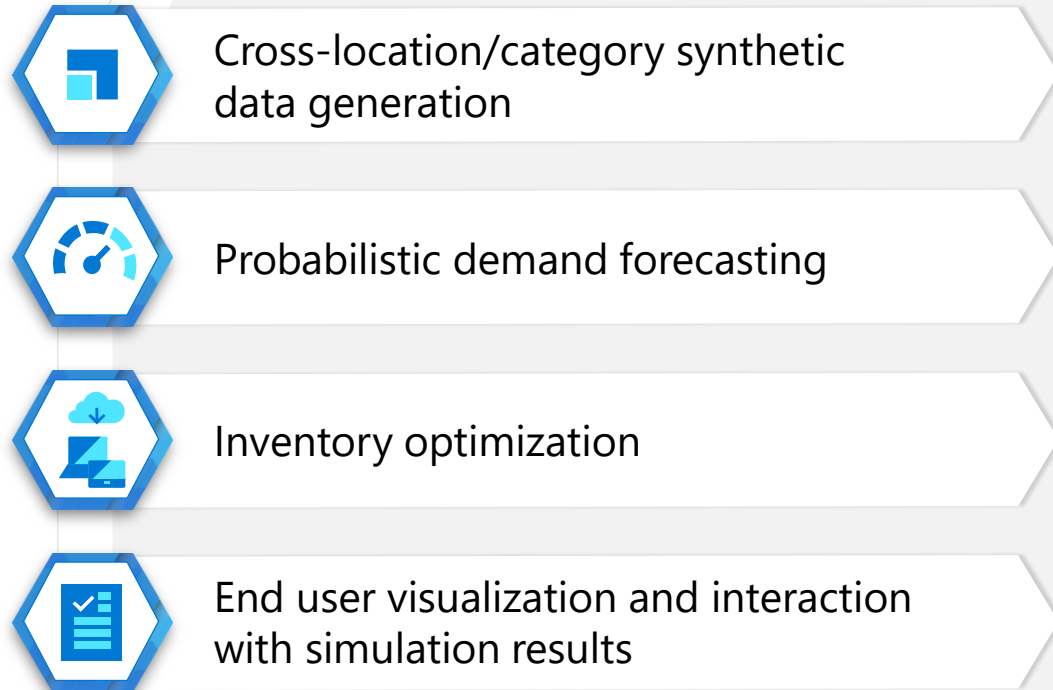 Cross-location/category synthetic
data generation
Probabilistic demand forecasting
Inventory optimization
End user visualization and interaction
with simulation results